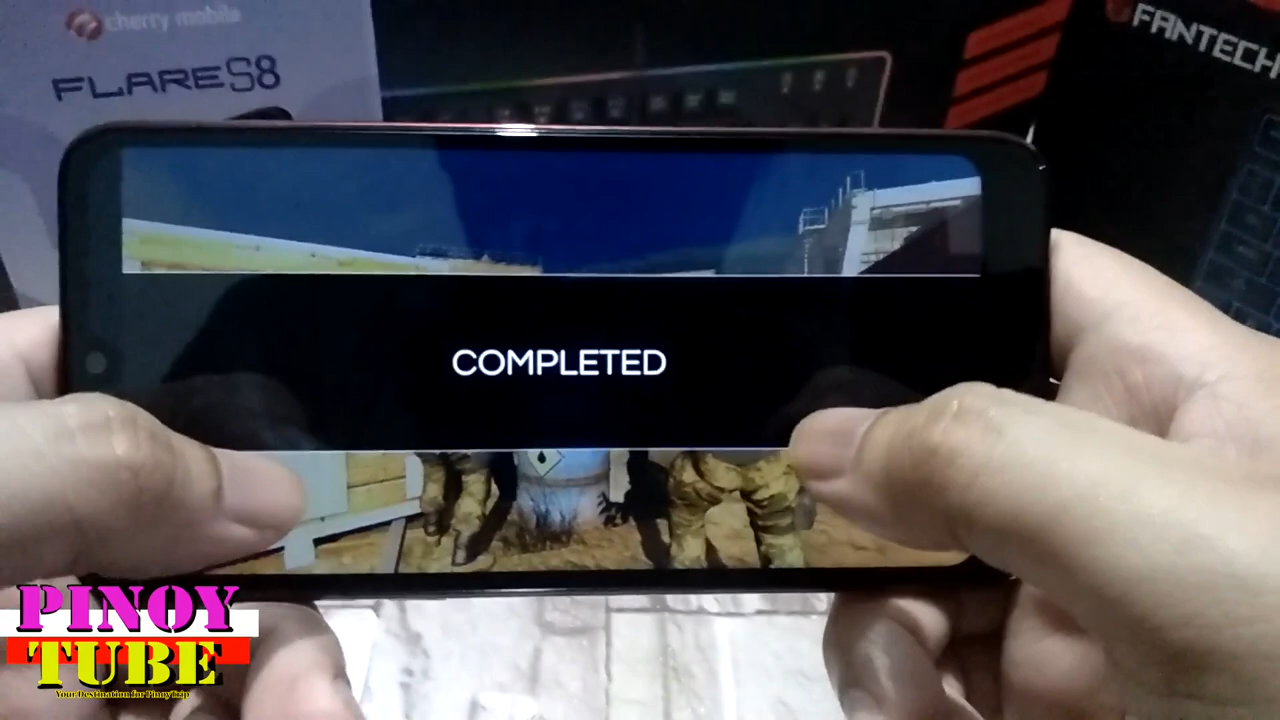 cherry mobile
FLARE S8
FANTECH
COMPLETED
PINOY
TUBE
Your Destination for PinoyTrip